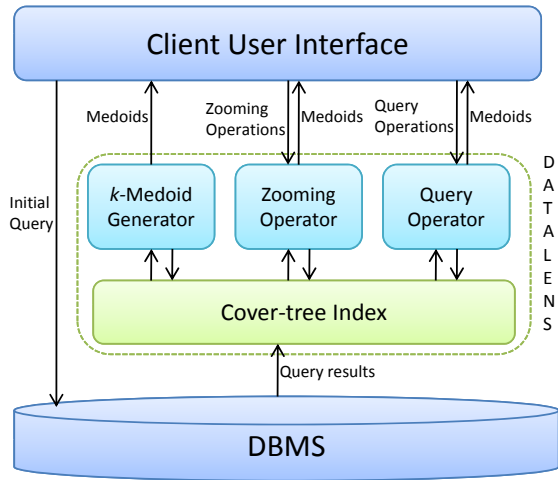 Client User Interface
Medoids
Zooming
Operations
Medoids
Query
Operations
Medoids
Initial
Query
k-Medoid
Generator
Zooming
Operator
Query
Operator
DATALENS
Cover-tree Index
Query results
DBMS